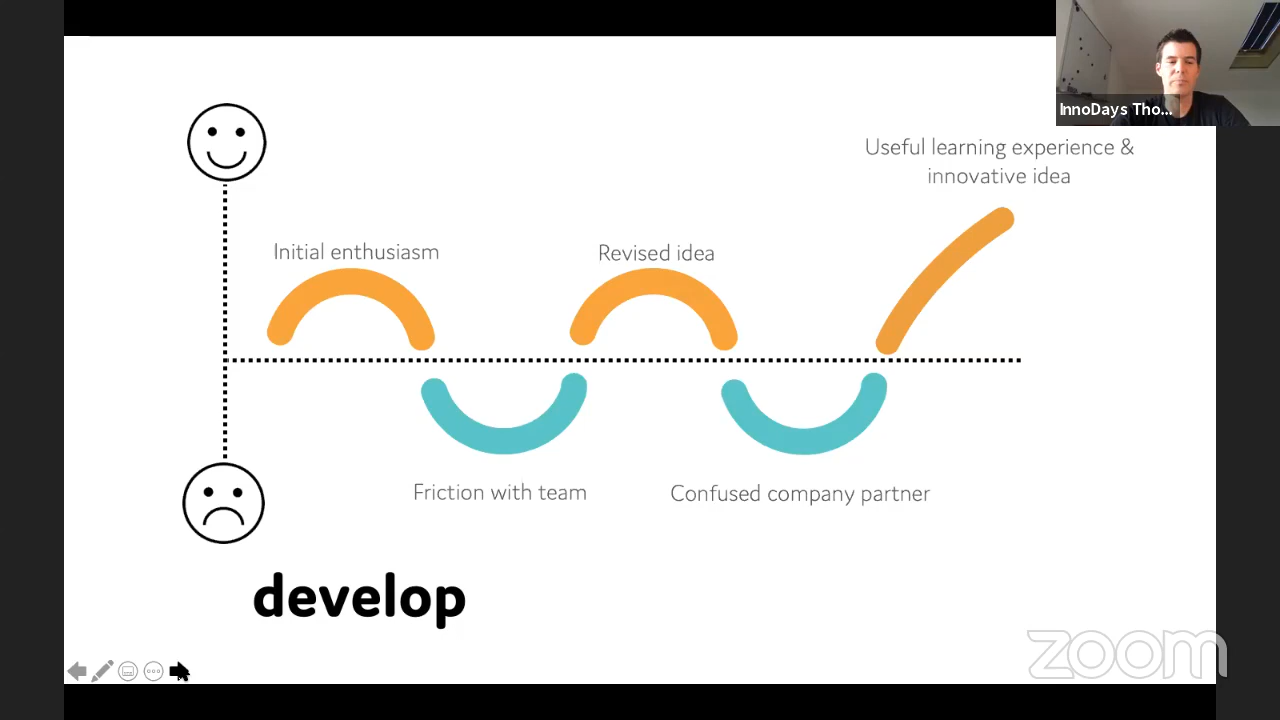 InnoDays Tho...
Useful learning experience &
innovative idea
Initial enthusiasm
Revised idea
Friction with team
Confused company partner
develop
zoom